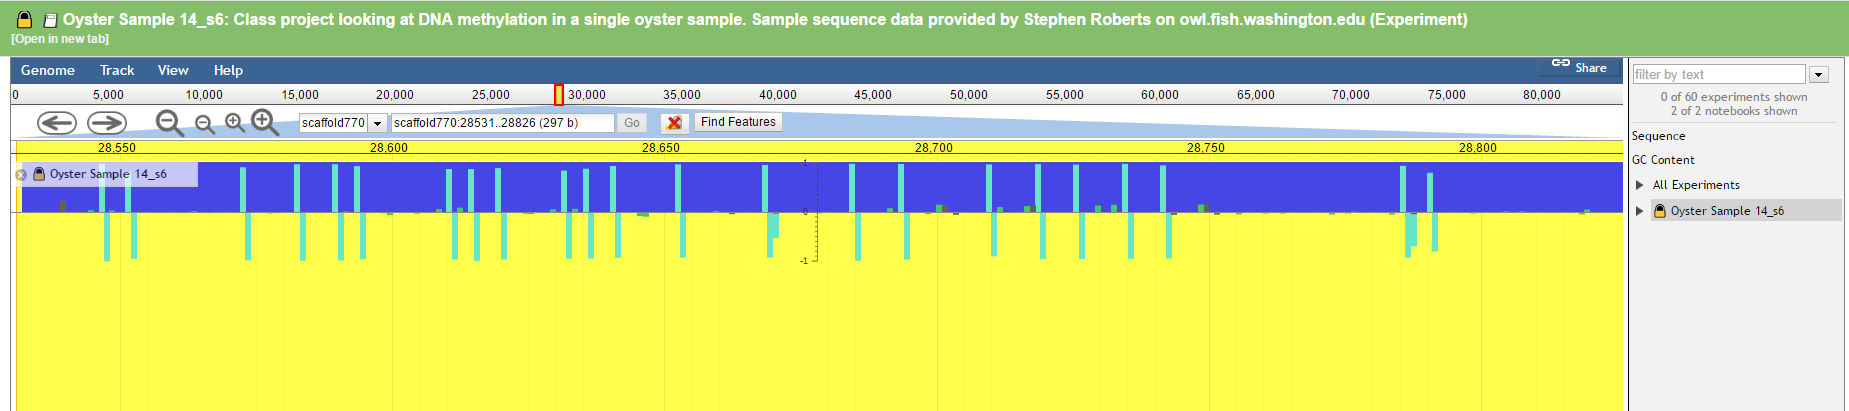 Oyster Sample 14_s6: Class project looking at DNA methylation in a single oyster sample. Sample sequence data provided by Stephen Roberts on owl.fish.washington.edu (Experiment)
[Open in new tab]
Genome Track View Help Share
0 5,000 10,000 15,000 20,000 25,000 30,000 35,000 40,000 45,000 50,000 55,000 60,000 65,000 70,000 75,000 80,000
scaffold770 scaffold770:28531..28826 (297 b) Go Find Features
28,550 28,600 28,650 28,700 28,750 28,800
Oyster Sample 14_s6
1
0
-1
filter by text
0 of 60 experiments shown
2 of 2 notebooks shown
Sequence
GC Content
All Experiments
Oyster Sample 14_s6